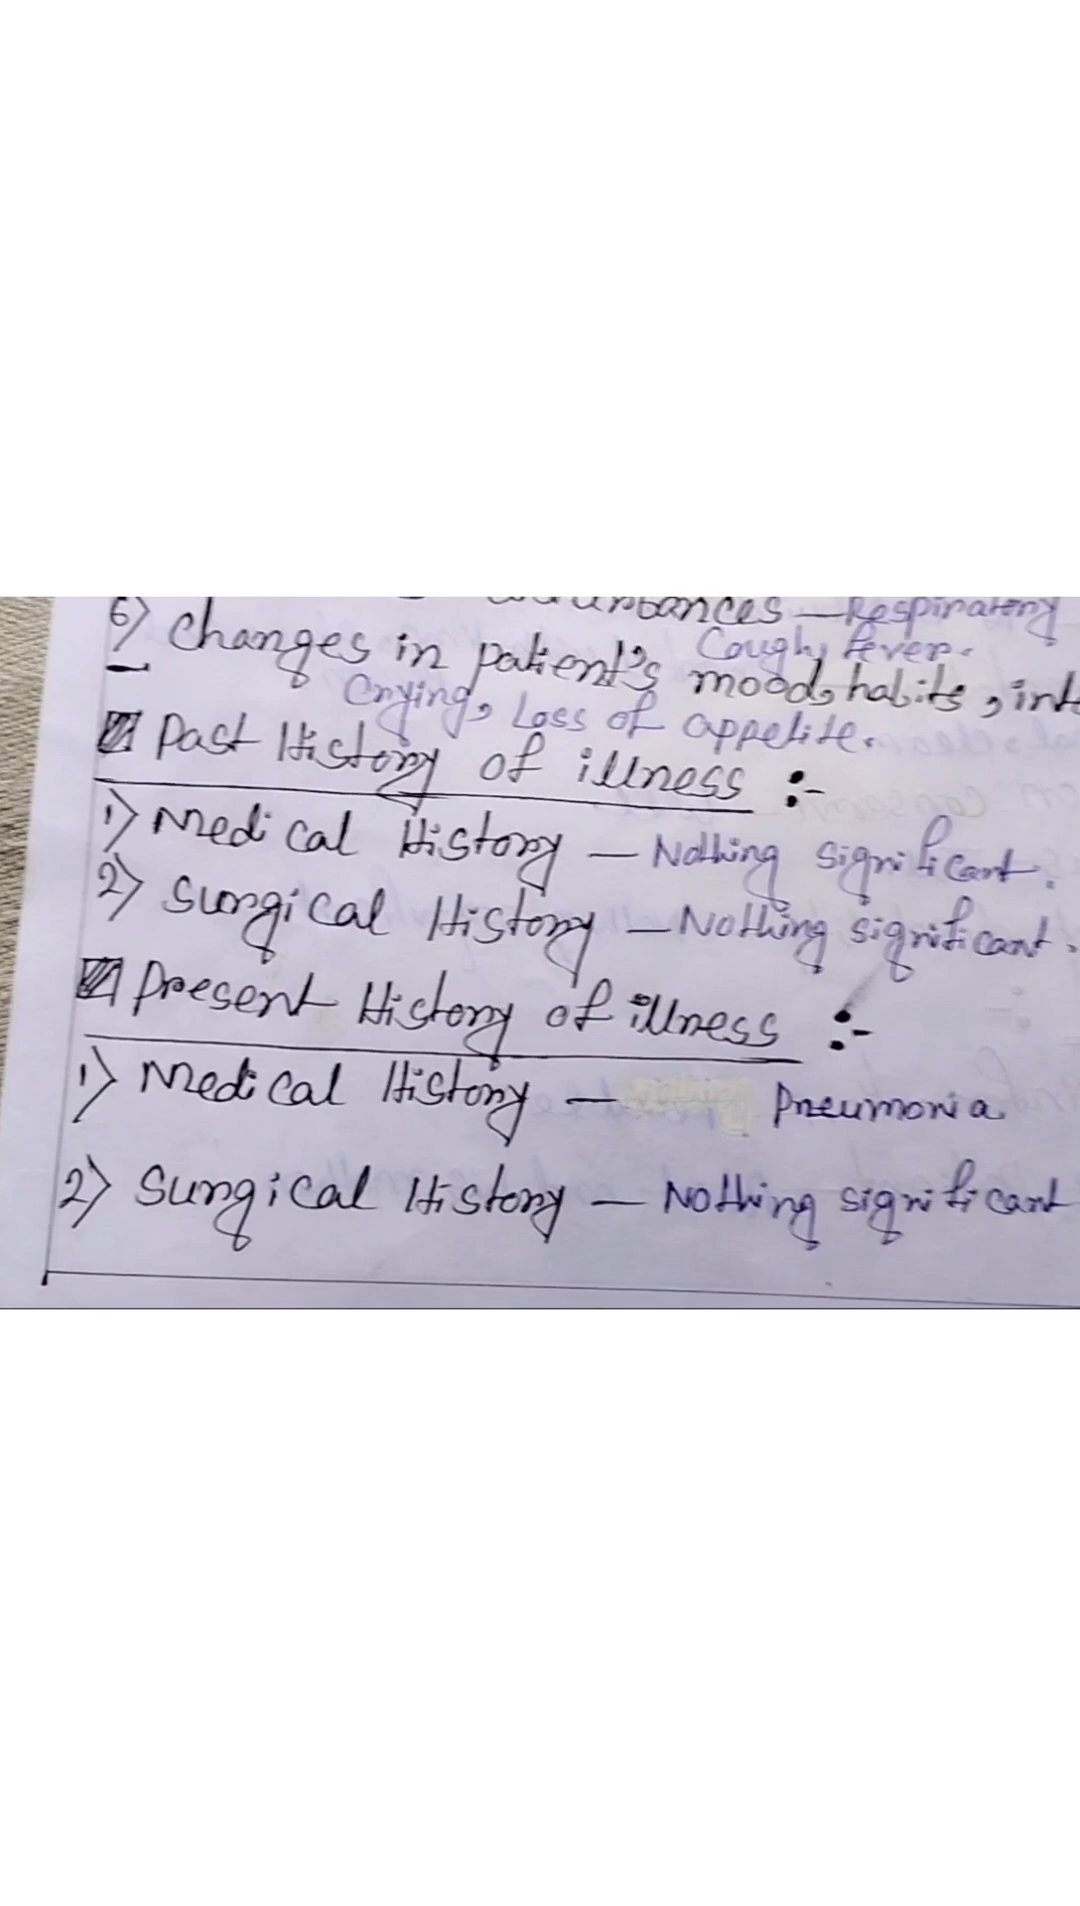 Respiratory
Cough, fever.
6) Changes in patient's mood, habits, int
Crying, Loss of appetite.
Past History of illness :-
1) Medical History — Nothing significant.
2) Surgical History — Nothing significant.
Present History of illness :-
1) Medical History — Pneumonia
2) Surgical History — Nothing significant